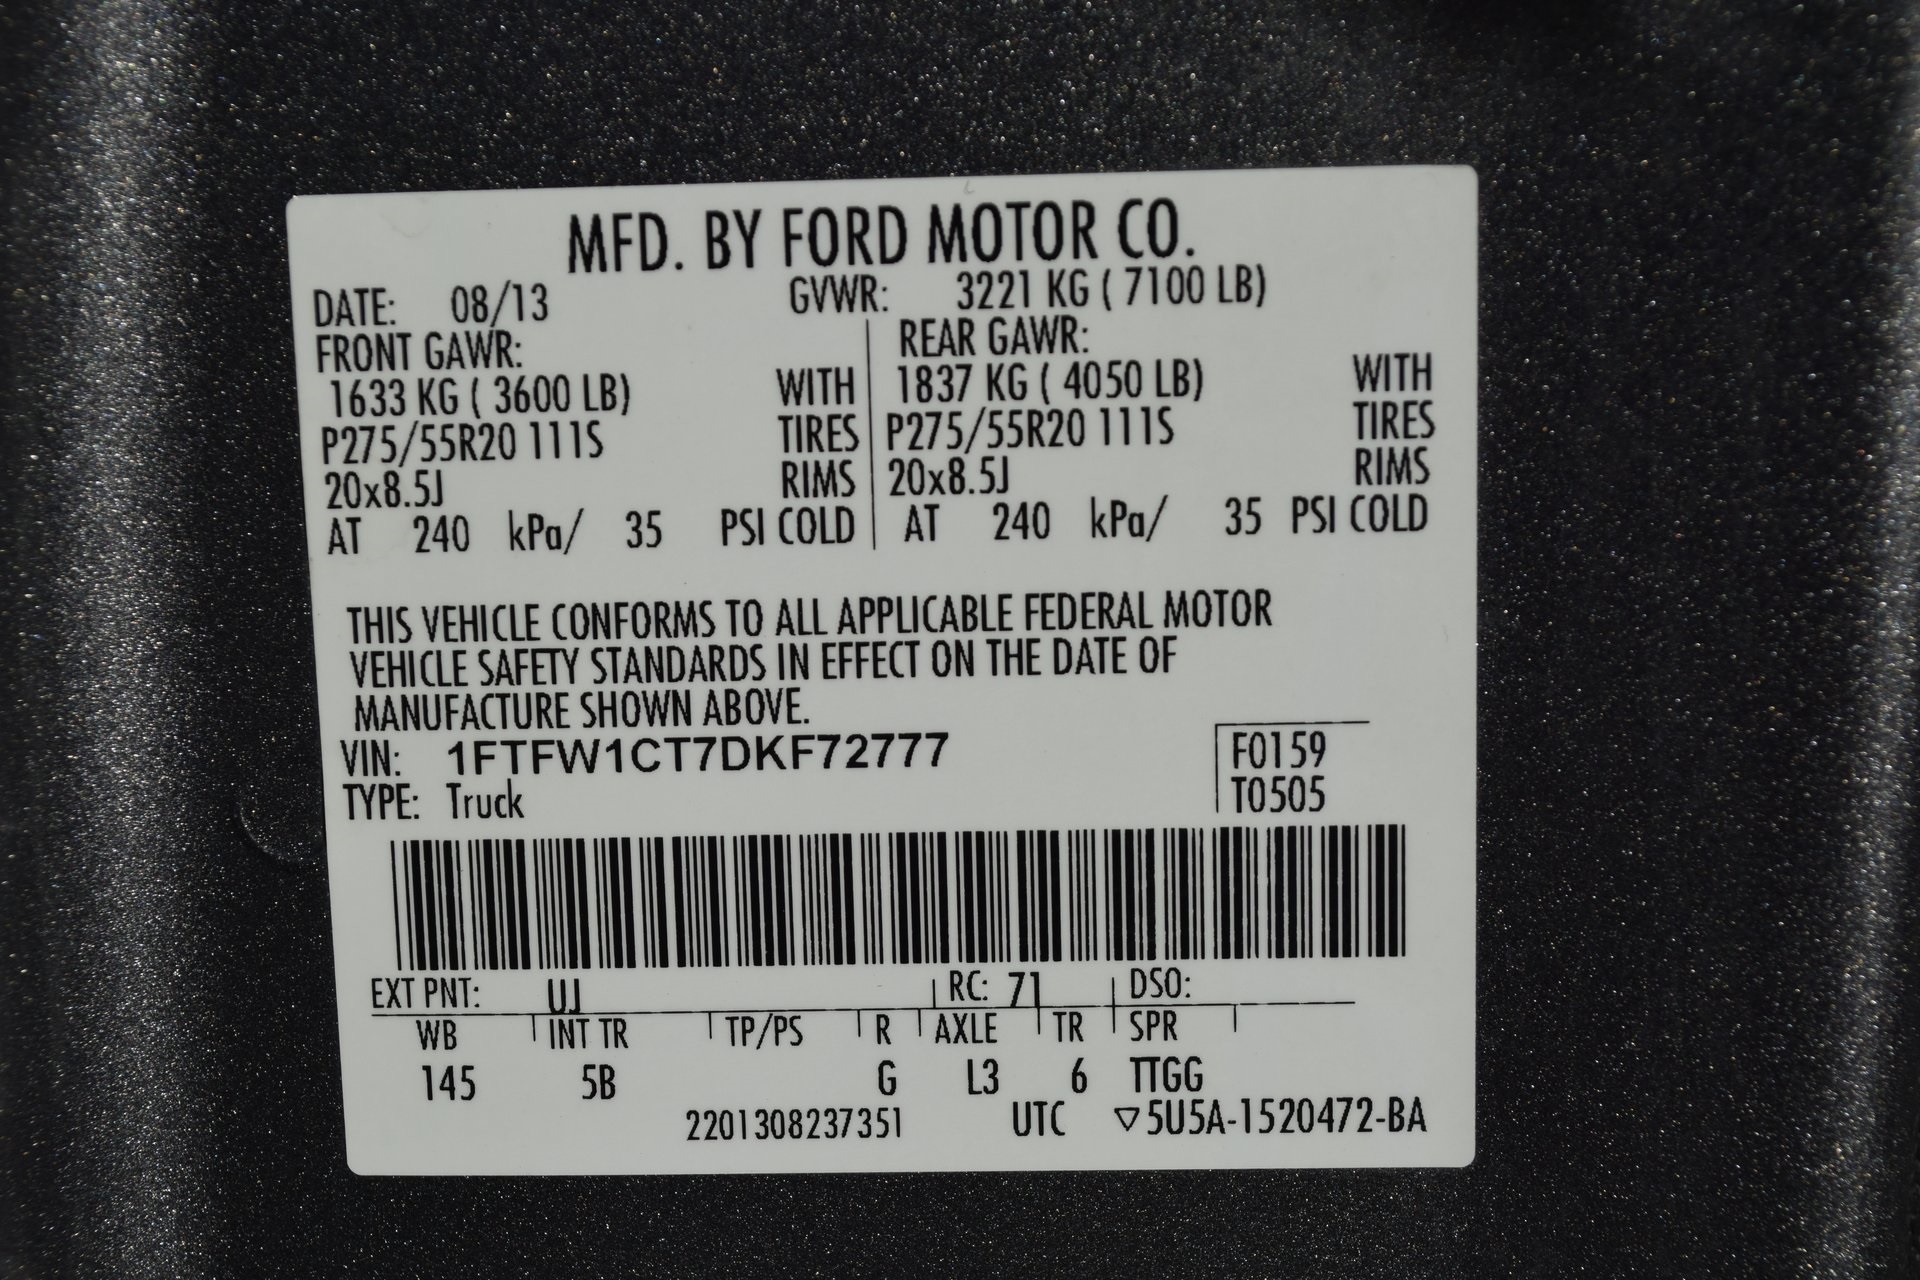 MFD. BY FORD MOTOR CO.
DATE: 08/13 GVWR: 3221 KG ( 7100 LB)
FRONT GAWR: REAR GAWR:
1633 KG ( 3600 LB) WITH 1837 KG ( 4050 LB) WITH
P275/55R20 111S TIRES P275/55R20 111S TIRES
20x8.5J RIMS 20x8.5J RIMS
AT 240 kPa/ 35 PSI COLD AT 240 kPa/ 35 PSI COLD
THIS VEHICLE CONFORMS TO ALL APPLICABLE FEDERAL MOTOR
VEHICLE SAFETY STANDARDS IN EFFECT ON THE DATE OF
MANUFACTURE SHOWN ABOVE.
VIN: 1FTFW1CT7DKF72777 F0159
TYPE: Truck T0505
EXT PNT: UJ RC: 71 DSO:
WB INT TR TP/PS R AXLE TR SPR
145 5B G L3 6 TTGG
2201308237351 UTC ▽5U5A-1520472-BA